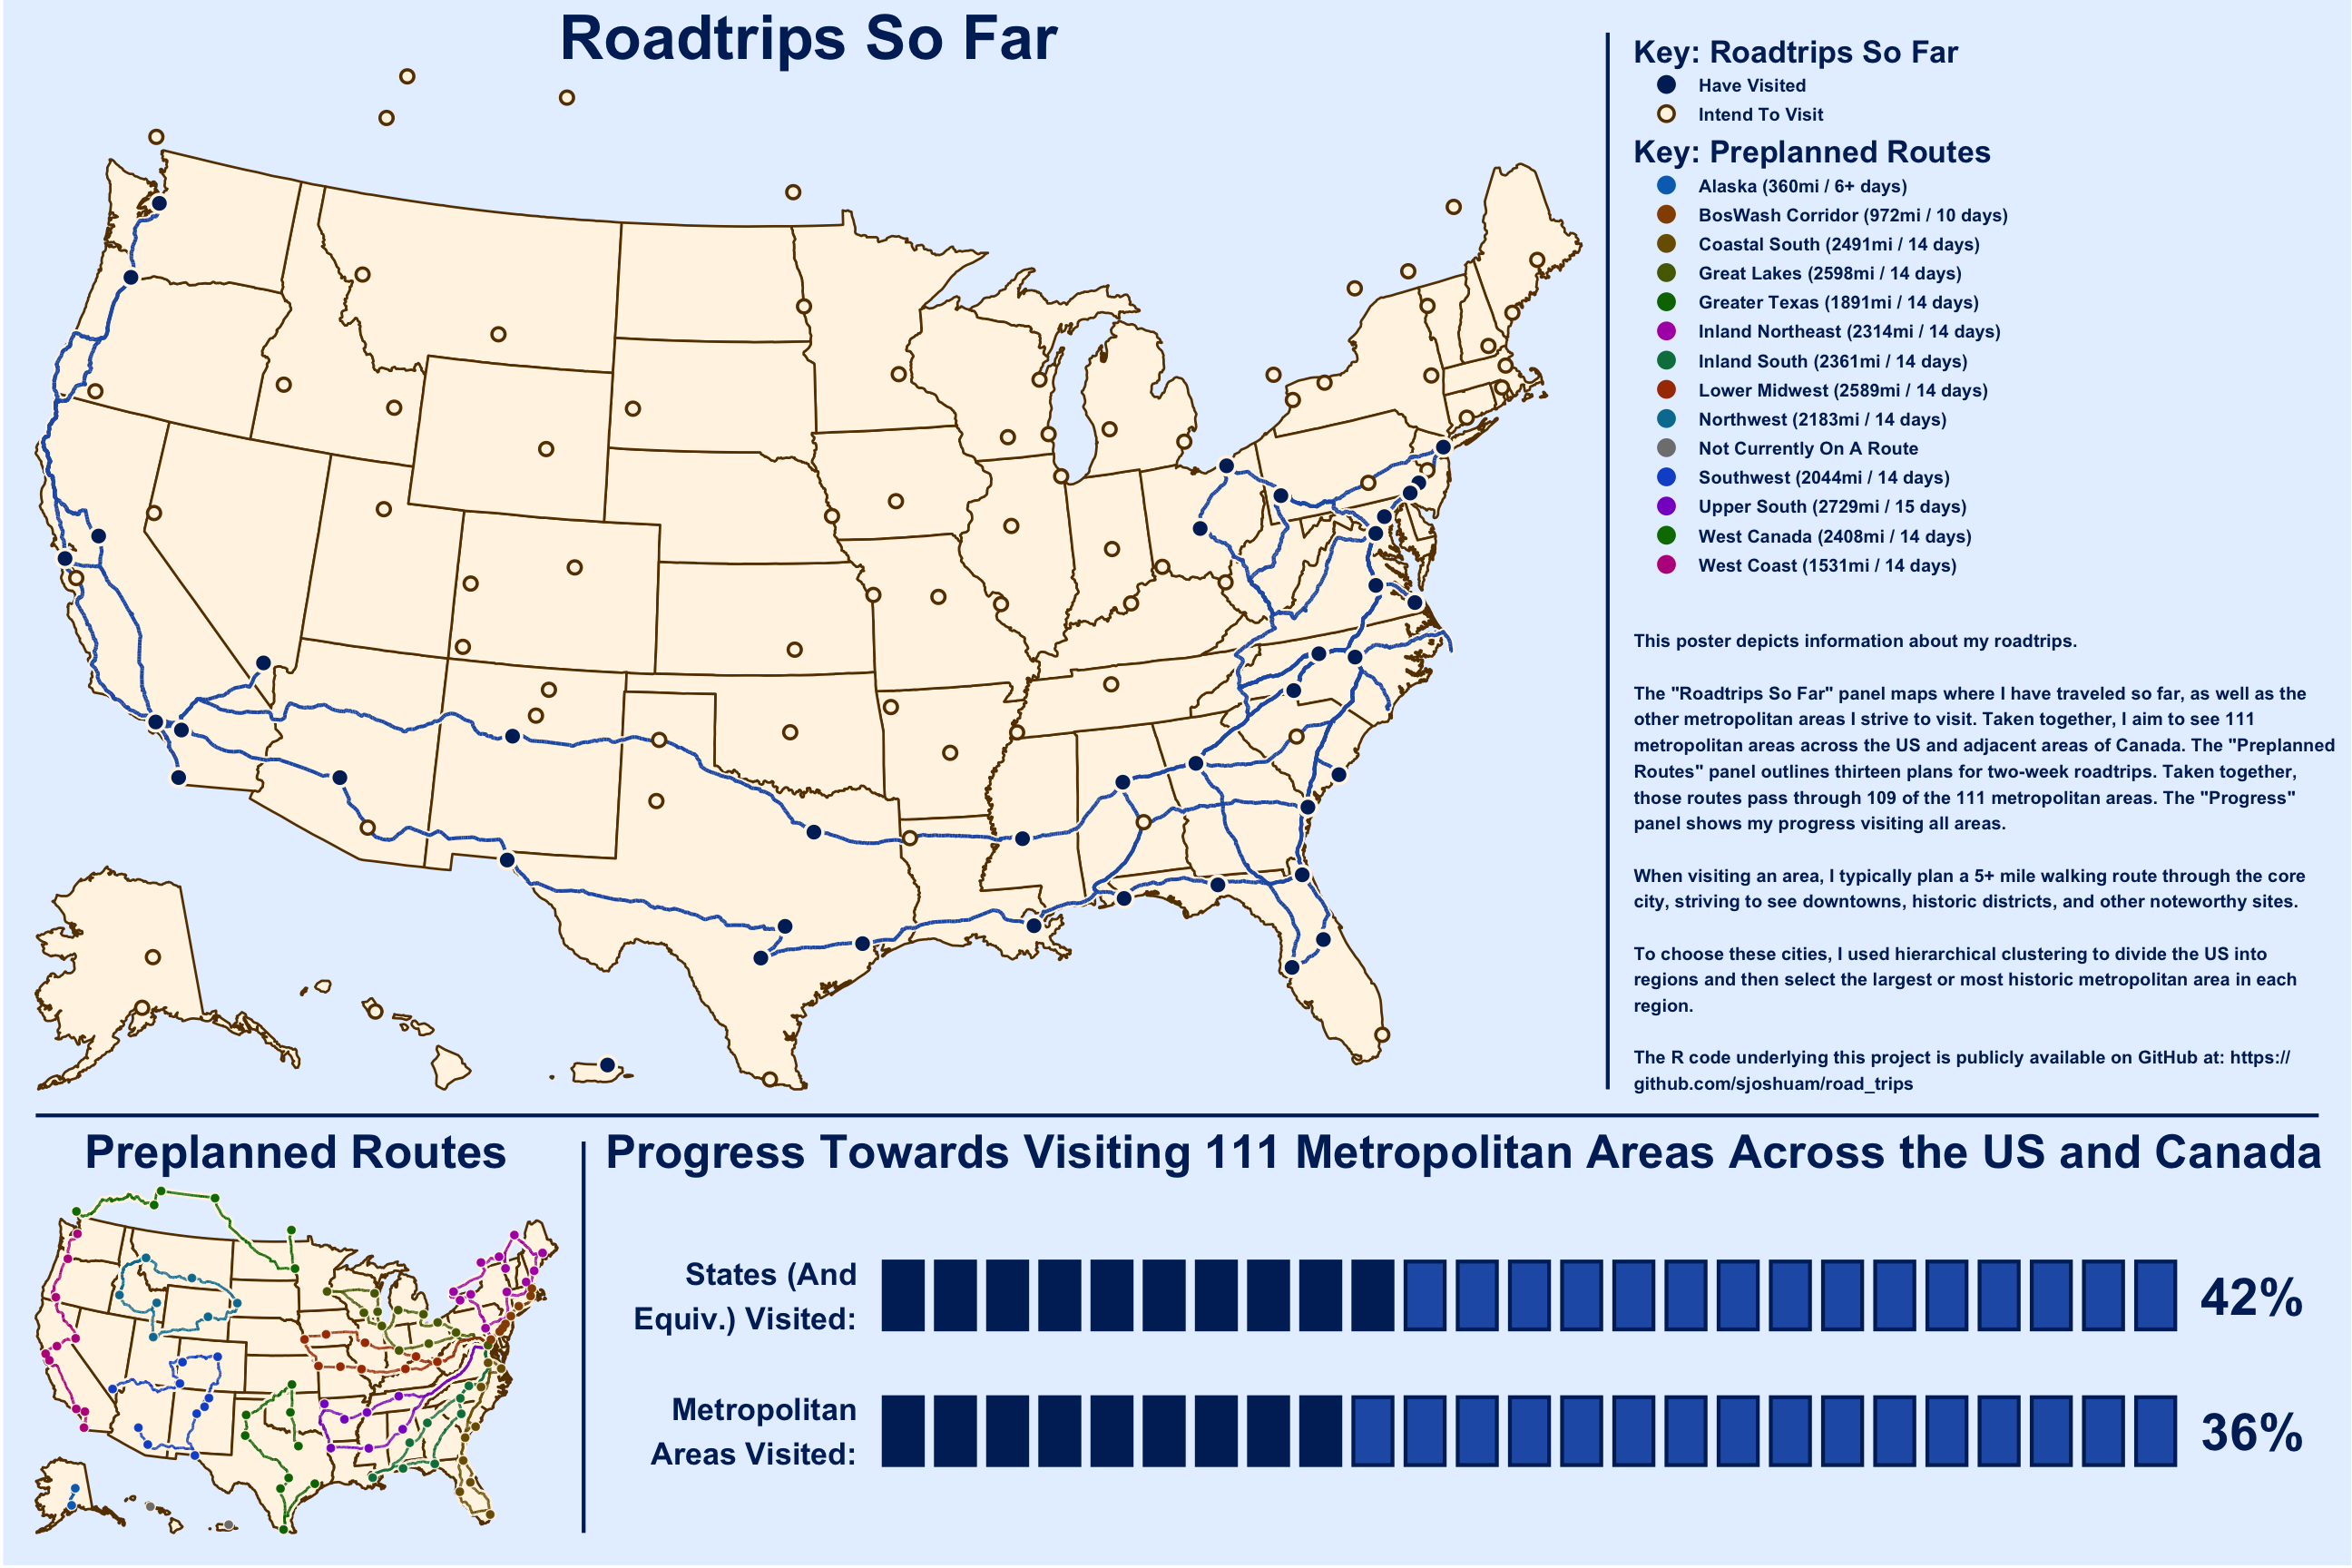 Roadtrips So Far
Key: Roadtrips So Far
Have Visited
Intend To Visit
Key: Preplanned Routes
Alaska (360mi / 6+ days)
BosWash Corridor (972mi / 10 days)
Coastal South (2491mi / 14 days)
Great Lakes (2598mi / 14 days)
Greater Texas (1891mi / 14 days)
Inland Northeast (2314mi / 14 days)
Inland South (2361mi / 14 days)
Lower Midwest (2589mi / 14 days)
Northwest (2183mi / 14 days)
Not Currently On A Route
Southwest (2044mi / 14 days)
Upper South (2729mi / 15 days)
West Canada (2408mi / 14 days)
West Coast (1531mi / 14 days)
This poster depicts information about my roadtrips.
The "Roadtrips So Far" panel maps where I have traveled so far, as well as the
other metropolitan areas I strive to visit. Taken together, I aim to see 111
metropolitan areas across the US and adjacent areas of Canada. The "Preplanned
Routes" panel outlines thirteen plans for two-week roadtrips. Taken together,
those routes pass through 109 of the 111 metropolitan areas. The "Progress"
panel shows my progress visiting all areas.
When visiting an area, I typically plan a 5+ mile walking route through the core
city, striving to see downtowns, historic districts, and other noteworthy sites.
To choose these cities, I used hierarchical clustering to divide the US into
regions and then select the largest or most historic metropolitan area in each
region.
The R code underlying this project is publicly available on GitHub at: https://
github.com/sjoshuam/road_trips
Preplanned Routes
Progress Towards Visiting 111 Metropolitan Areas Across the US and Canada
States (And
Equiv.) Visited:
42%
Metropolitan
Areas Visited:
36%